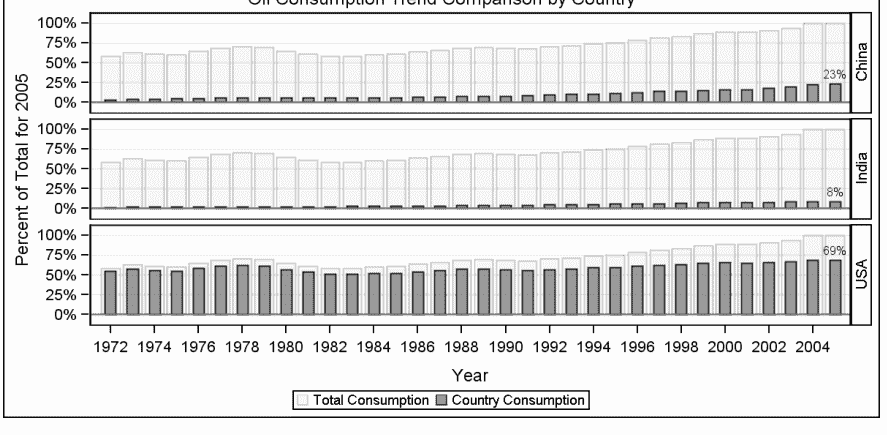 Oil Consumption Trend Comparison by Country
Percent of Total for 2005
100%
75%
50%
25%
0%
23%
China
100%
75%
50%
25%
0%
8%
India
100%
75%
50%
25%
0%
69%
USA
1972 1974 1976 1978 1980 1982 1984 1986 1988 1990 1992 1994 1996 1998 2000 2002 2004
Year
Total Consumption Country Consumption